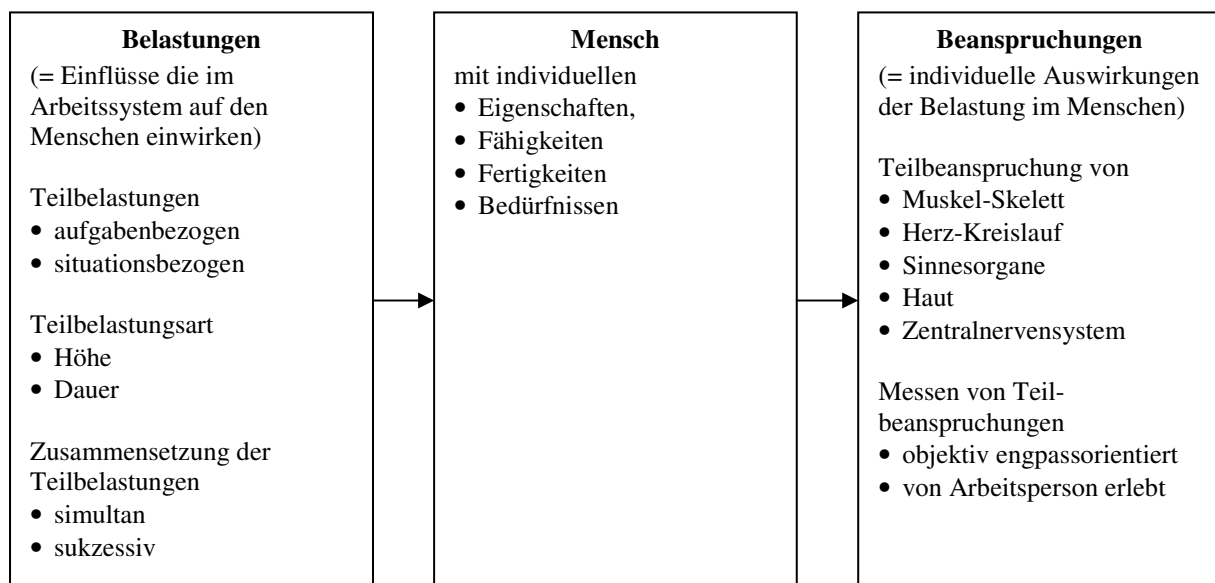 Belastungen
(= Einflüsse die im
Arbeitssystem auf den
Menschen einwirken)
Teilbelastungen
• aufgabenbezogen
• situationsbezogen
Teilbelastungsart
• Höhe
• Dauer
Zusammensetzung der
Teilbelastungen
• simultan
• sukzessiv
Mensch
mit individuellen
• Eigenschaften,
• Fähigkeiten
• Fertigkeiten
• Bedürfnissen
Beanspruchungen
(= individuelle Auswirkungen
der Belastung im Menschen)
Teilbeanspruchung von
• Muskel-Skelett
• Herz-Kreislauf
• Sinnesorgane
• Haut
• Zentralnervensystem
Messen von Teil-
beanspruchungen
• objektiv engpassorientiert
• von Arbeitsperson erlebt